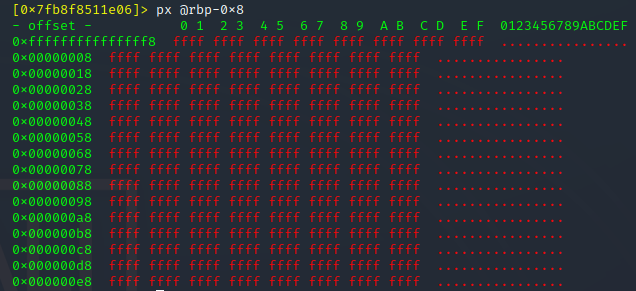 [0x7fb8f8511e06]> px @rbp-0x8
- offset -  0 1  2 3  4 5  6 7  8 9  A B  C D  E F  0123456789ABCDEF
0xfffffffffffffff8  ffff ffff ffff ffff ffff ffff ffff ffff  ................
0x00000008  ffff ffff ffff ffff ffff ffff ffff ffff  ................
0x00000018  ffff ffff ffff ffff ffff ffff ffff ffff  ................
0x00000028  ffff ffff ffff ffff ffff ffff ffff ffff  ................
0x00000038  ffff ffff ffff ffff ffff ffff ffff ffff  ................
0x00000048  ffff ffff ffff ffff ffff ffff ffff ffff  ................
0x00000058  ffff ffff ffff ffff ffff ffff ffff ffff  ................
0x00000068  ffff ffff ffff ffff ffff ffff ffff ffff  ................
0x00000078  ffff ffff ffff ffff ffff ffff ffff ffff  ................
0x00000088  ffff ffff ffff ffff ffff ffff ffff ffff  ................
0x00000098  ffff ffff ffff ffff ffff ffff ffff ffff  ................
0x000000a8  ffff ffff ffff ffff ffff ffff ffff ffff  ................
0x000000b8  ffff ffff ffff ffff ffff ffff ffff ffff  ................
0x000000c8  ffff ffff ffff ffff ffff ffff ffff ffff  ................
0x000000d8  ffff ffff ffff ffff ffff ffff ffff ffff  ................
0x000000e8  ffff ffff ffff ffff ffff ffff ffff ffff  ................